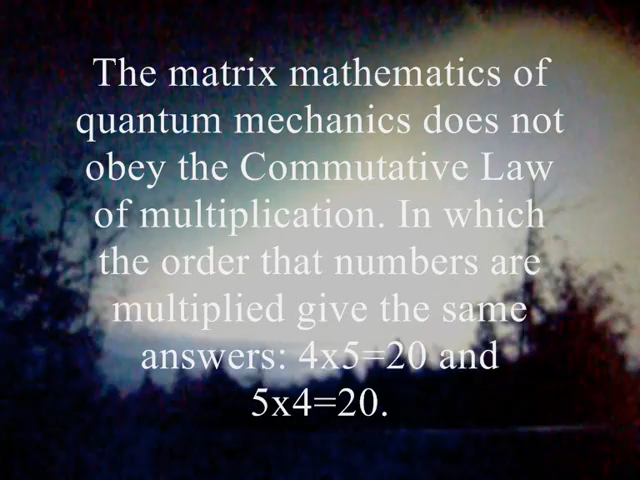 The matrix mathematics of
quantum mechanics does not
obey the Commutative Law
of multiplication. In which
the order that numbers are
multiplied give the same
answers: 4x5=20 and
5x4=20.